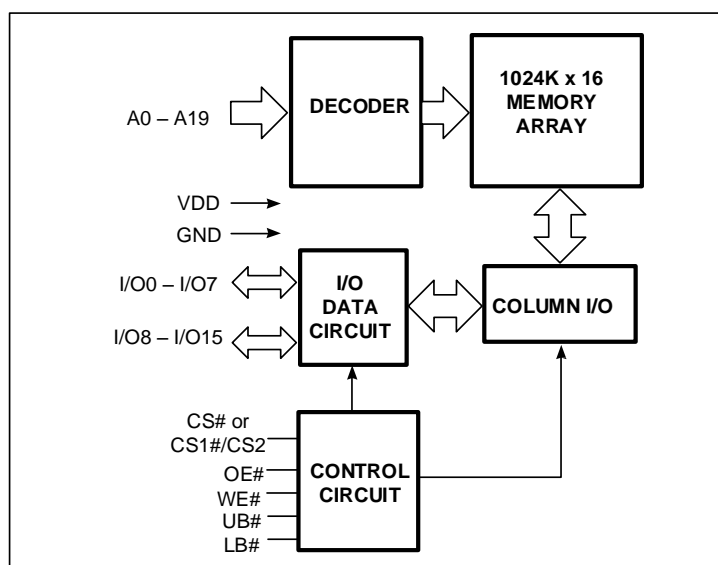 A0 – A19
DECODER
1024K x 16
MEMORY
ARRAY
VDD
GND
I/O0 – I/O7
I/O8 – I/O15
I/O
DATA
CIRCUIT
COLUMN I/O
CS# or
CS1#/CS2
OE#
WE#
UB#
LB#
CONTROL
CIRCUIT